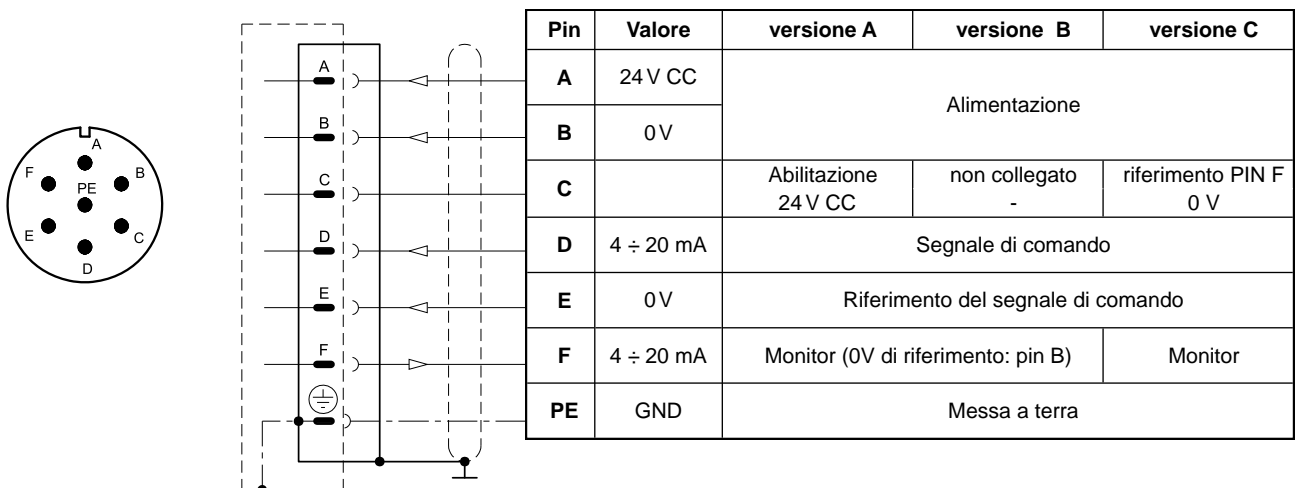 A
B
C
D
E
F
PE
A
B
C
D
E
F
Pin Valore versione A versione B versione C
A 24 V CC Alimentazione
B 0 V
C Abilitazione non collegato riferimento PIN F
24 V CC - 0 V
D 4 ÷ 20 mA Segnale di comando
E 0 V Riferimento del segnale di comando
F 4 ÷ 20 mA Monitor (0V di riferimento: pin B) Monitor
PE GND Messa a terra